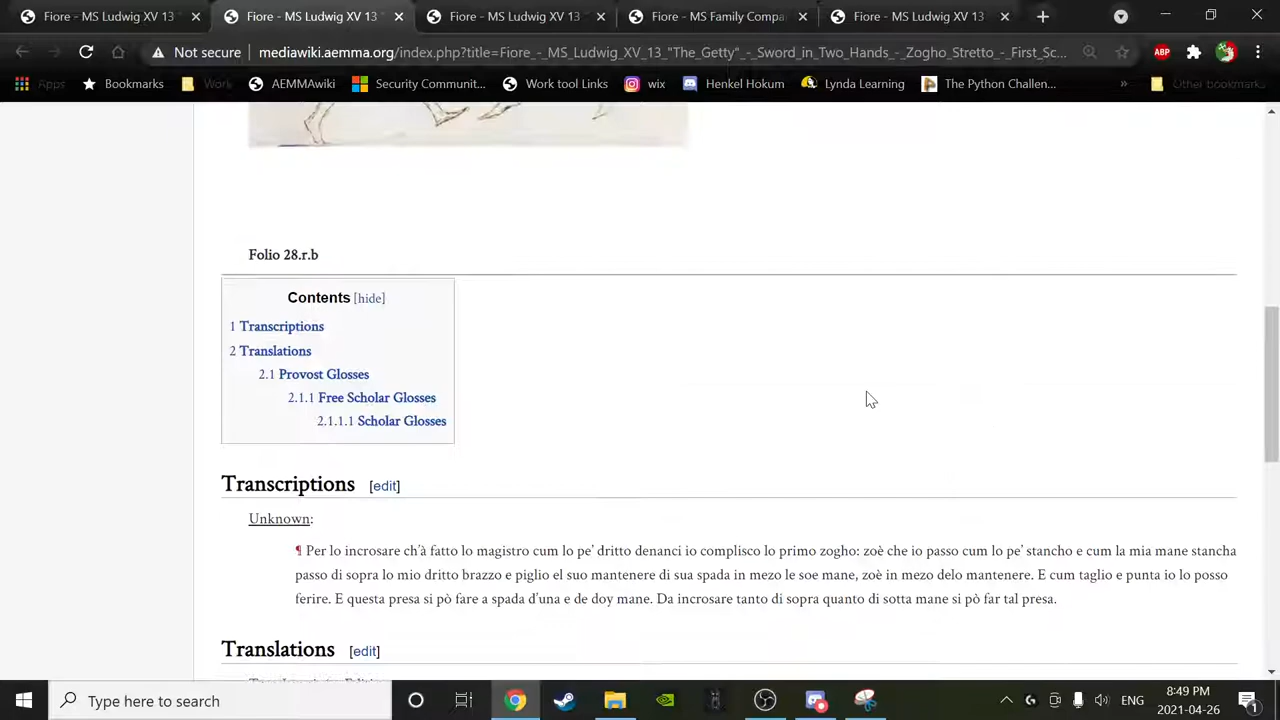 Fiore - MS Ludwig XV 13 Fiore - MS Ludwig XV 13 Fiore - MS Ludwig XV 13 Fiore - MS Family Compa Fiore - MS Ludwig XV 13
Not secure mediawiki.aemma.org/index.php?title=Fiore_-_MS_Ludwig_XV_13_"The_Getty"_-_Sword_in_Two_Hands_-_Zogho_Stretto_-_First_Sc... ABP
Apps Bookmarks Work AEMMAwiki Security Communit... Work tool Links wix Henkel Hokum Lynda Learning The Python Challen... » Other bookmarks
Folio 28.r.b
Contents [hide]
1 Transcriptions
2 Translations
2.1 Provost Glosses
2.1.1 Free Scholar Glosses
2.1.1.1 Scholar Glosses
Transcriptions [edit]
Unknown:
¶ Per lo incrosare ch'à fatto lo magistro cum lo pe' dritto denanci io complisco lo primo zogho: zoè che io passo cum lo pe' stancho e cum la mia mane stancha
passo di sopra lo mio dritto brazzo e piglio el suo mantenere di sua spada in mezo le soe mane, zoè in mezo delo mantenere. E cum taglio e punta io lo posso
ferire. E questa presa si pò fare a spada d'una e de doy mane. Da incrosare tanto di sopra quanto di sotta mane si pò far tal presa.
Translations [edit]
Type here to search ENG 8:49 PM
2021-04-26